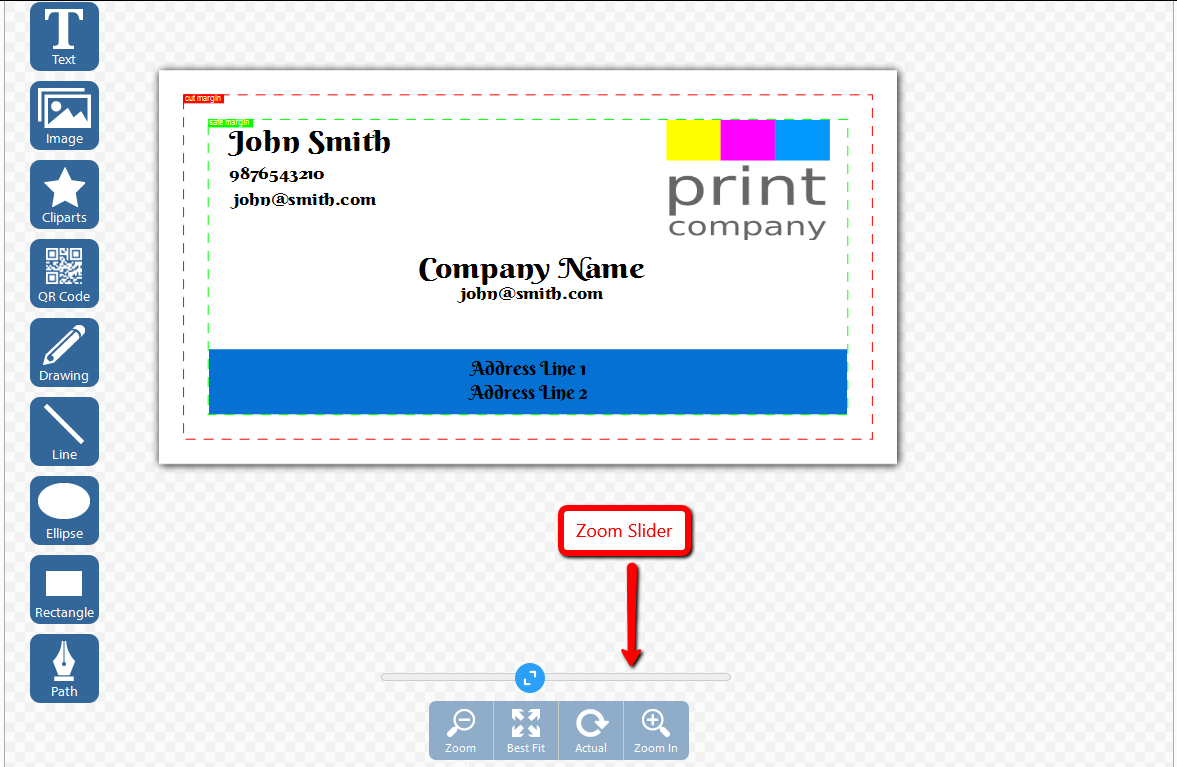 Text
Image
Cliparts
QR Code
Drawing
Line
Ellipse
Rectangle
Path
cut margin
safe margin
John Smith
9876543210
john@smith.com
print
company
Company Name
john@smith.com
Address Line 1
Address Line 2
Zoom Slider
Zoom
Best Fit
Actual
Zoom In